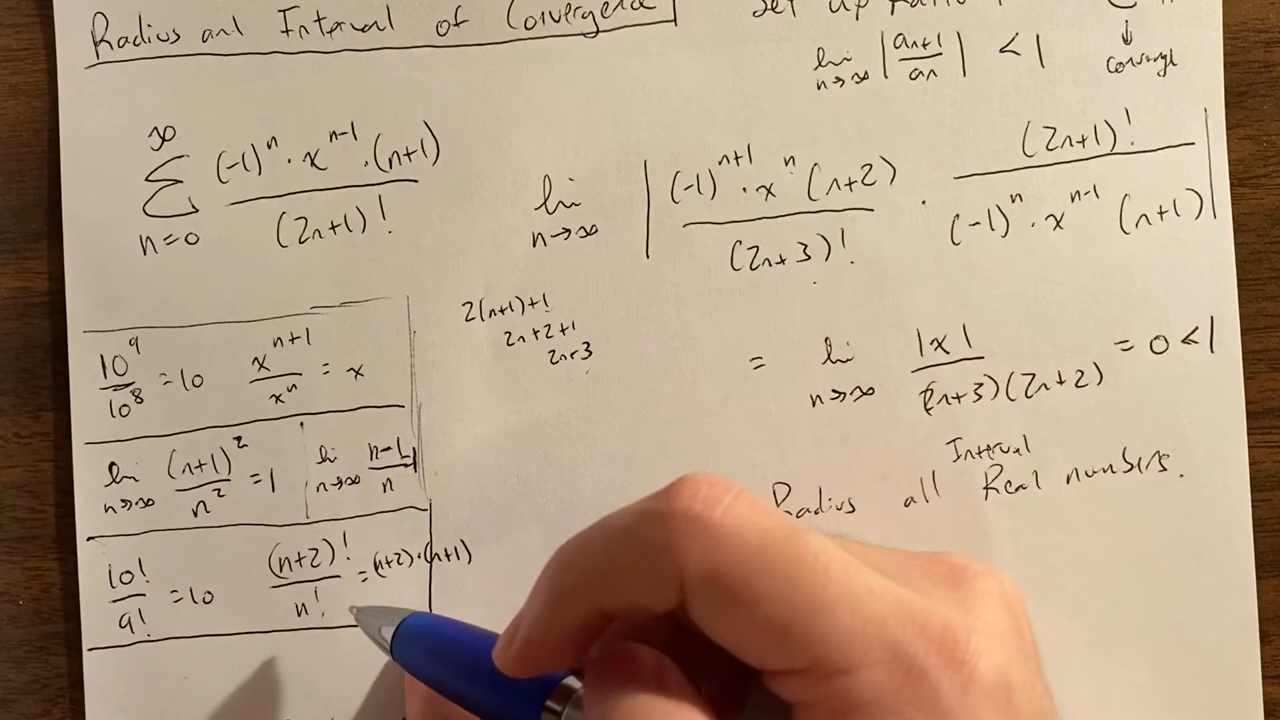 Radius and Interval of Convergence
Set up Ratio
lim n→∞ |an+1/an| < 1
↓
converge
∞ Σ n=0 (-1)^n · x^(n-1) · (n+1) / (2n+1)!
lim n→∞ | (-1)^(n+1) · x^n (n+2) / (2n+3)! · (2n+1)! / (-1)^n · x^(n-1) (n+1) |
2(n+1)+1
2n+2+1
2n+3
= lim n→∞ |x| / (2n+3)(2n+2) = 0 < 1
10^9/10^8 = 10 x^(n+1)/x^n = x
lim n→∞ (n+1)^2/n^2 = 1 lim n→∞ n-1/n
10!/9! = 10 (n+2)!/n! = (n+2)·(n+1)
Interval
Radius all Real numbers.